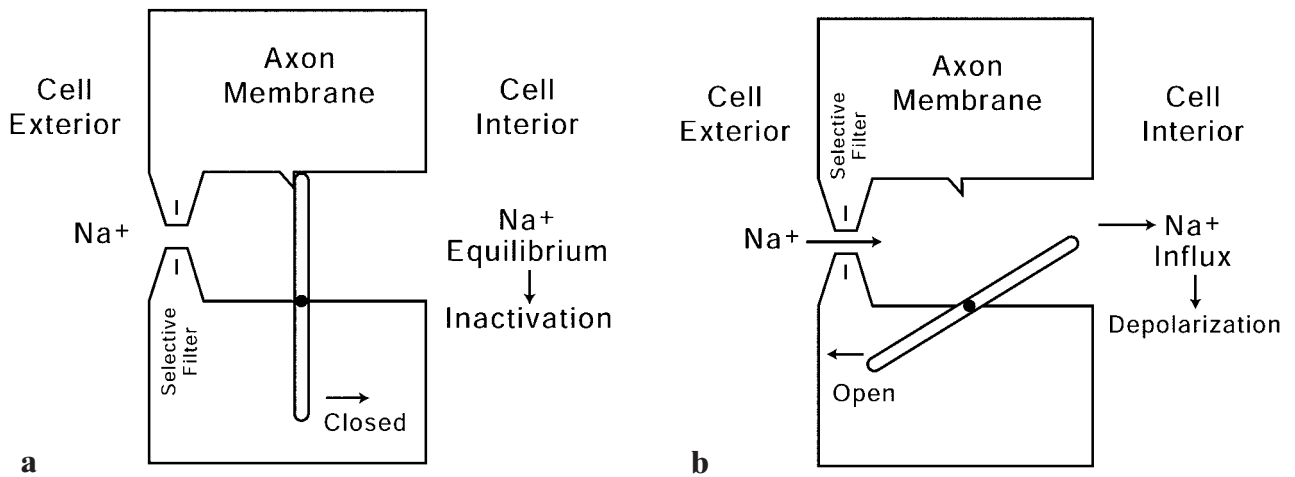 Axon
Membrane
Cell
Exterior
Cell
Interior
Na+
I
I
Na+
Equilibrium
Inactivation
Selective
Filter
Closed
a
Axon
Membrane
Cell
Exterior
Selective
Filter
Cell
Interior
Na+
I
I
Na+
Influx
Depolarization
Open
b